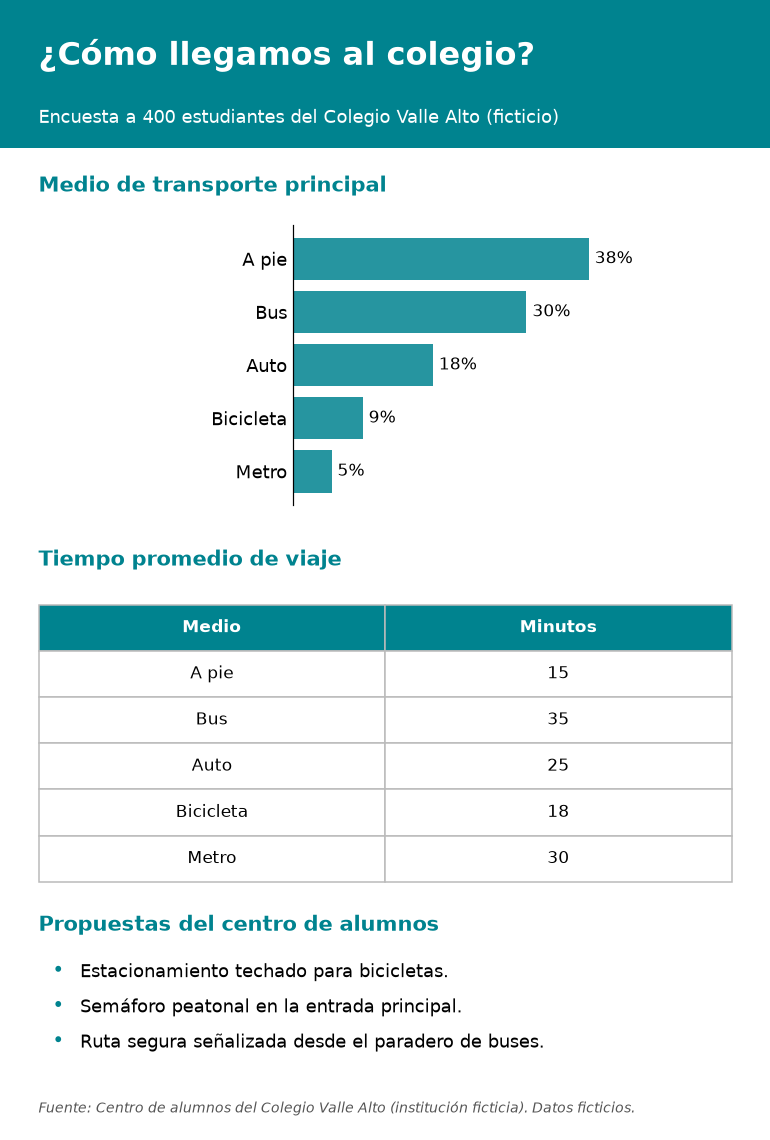 ¿Cómo llegamos al colegio?
Encuesta a 400 estudiantes del Colegio Valle Alto (ficticio)
Medio de transporte principal
A pie 38%
Bus 30%
Auto 18%
Bicicleta 9%
Metro 5%
Tiempo promedio de viaje
Medio Minutos
A pie 15
Bus 35
Auto 25
Bicicleta 18
Metro 30
Propuestas del centro de alumnos
• Estacionamiento techado para bicicletas.
• Semáforo peatonal en la entrada principal.
• Ruta segura señalizada desde el paradero de buses.
Fuente: Centro de alumnos del Colegio Valle Alto (institución ficticia). Datos ficticios.